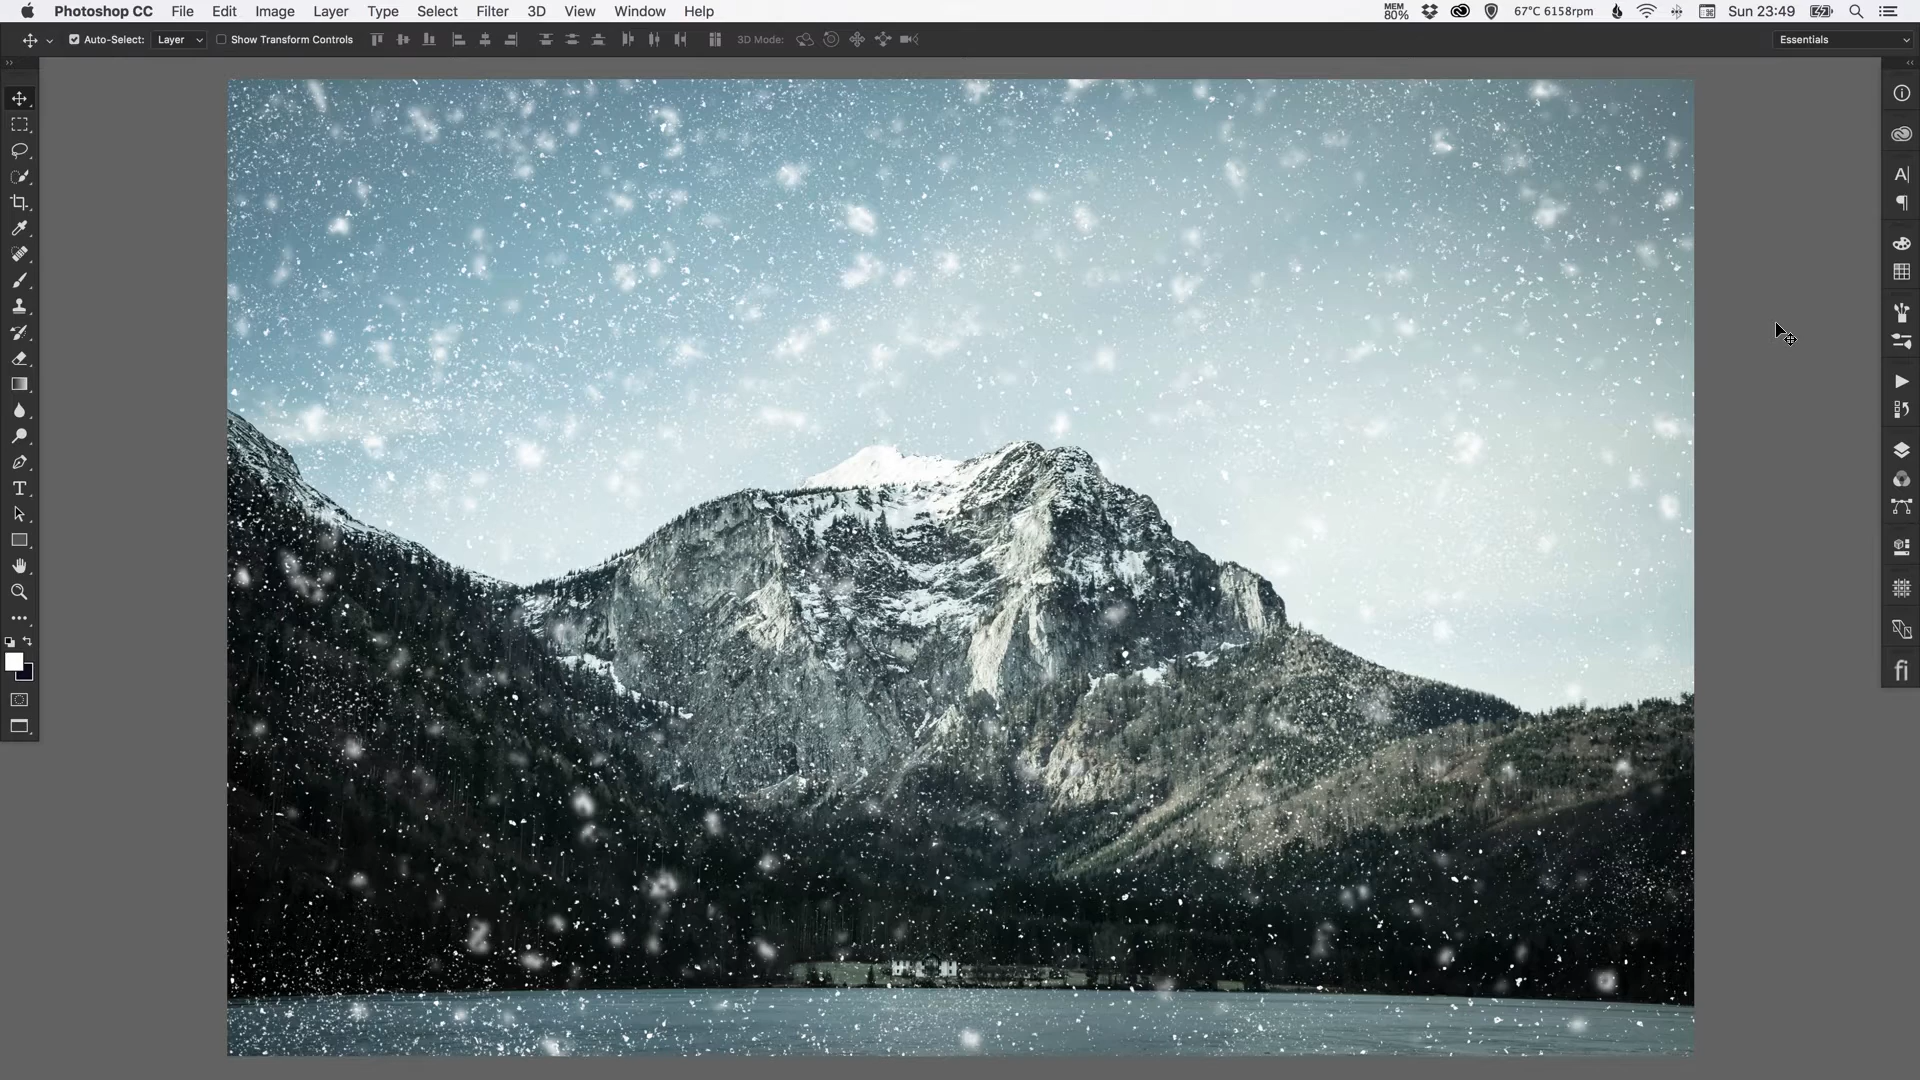 Photoshop CC File Edit Image Layer Type Select Filter 3D View Window Help MEM 80% 67°C 6158rpm Sun 23:49
Auto-Select: Layer Show Transform Controls 3D Mode: Essentials